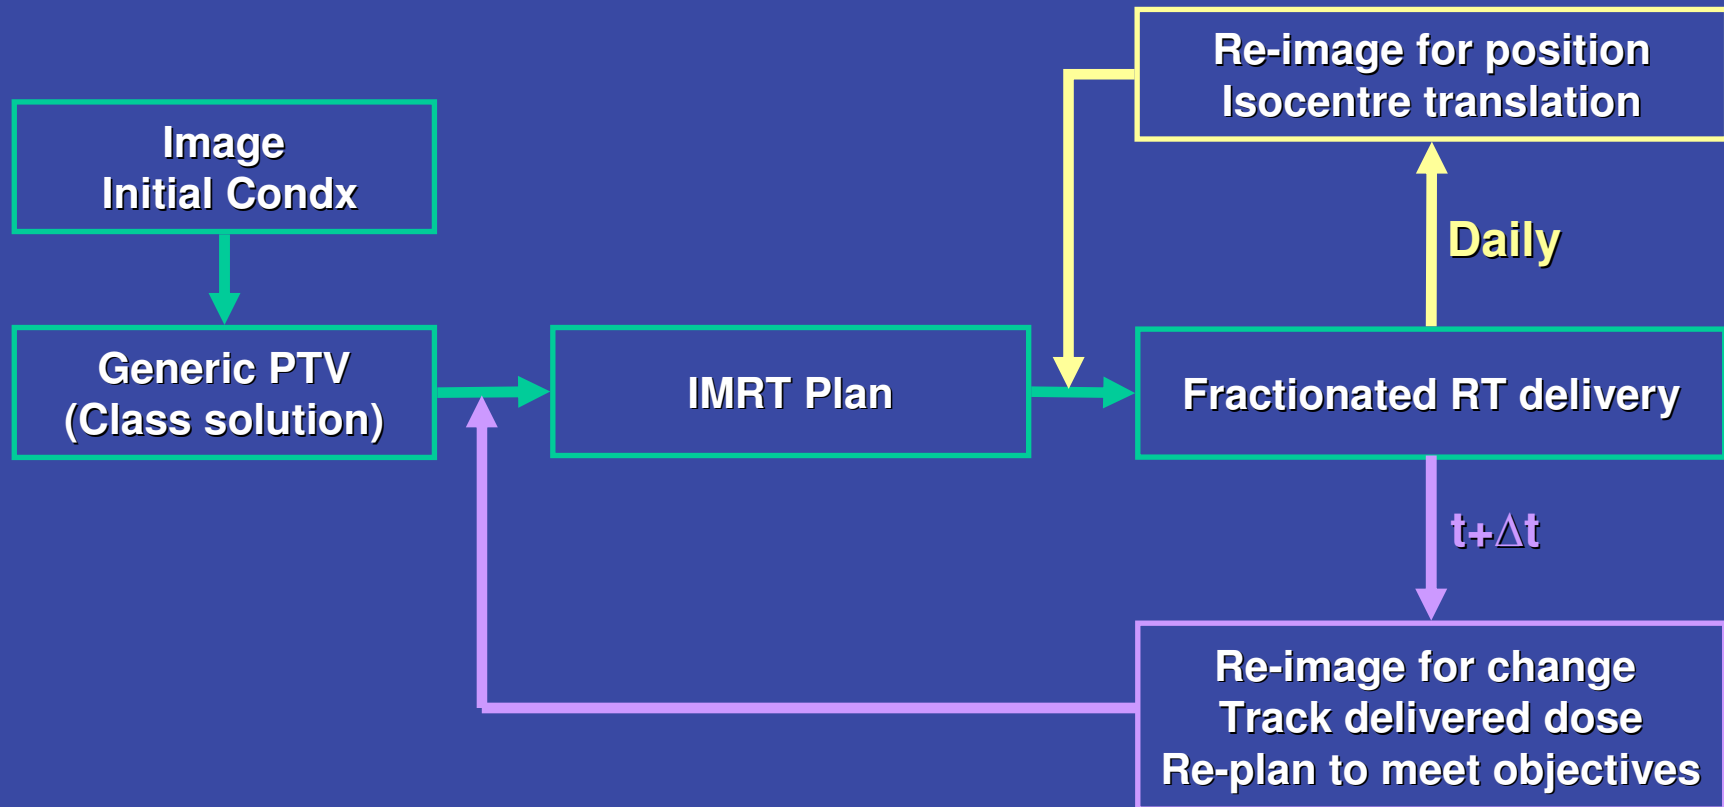 Re-image for position
Isocentre translation
Image
Initial Condx
Daily
Generic PTV
(Class solution)
IMRT Plan
Fractionated RT delivery
t+Δt
Re-image for change
Track delivered dose
Re-plan to meet objectives